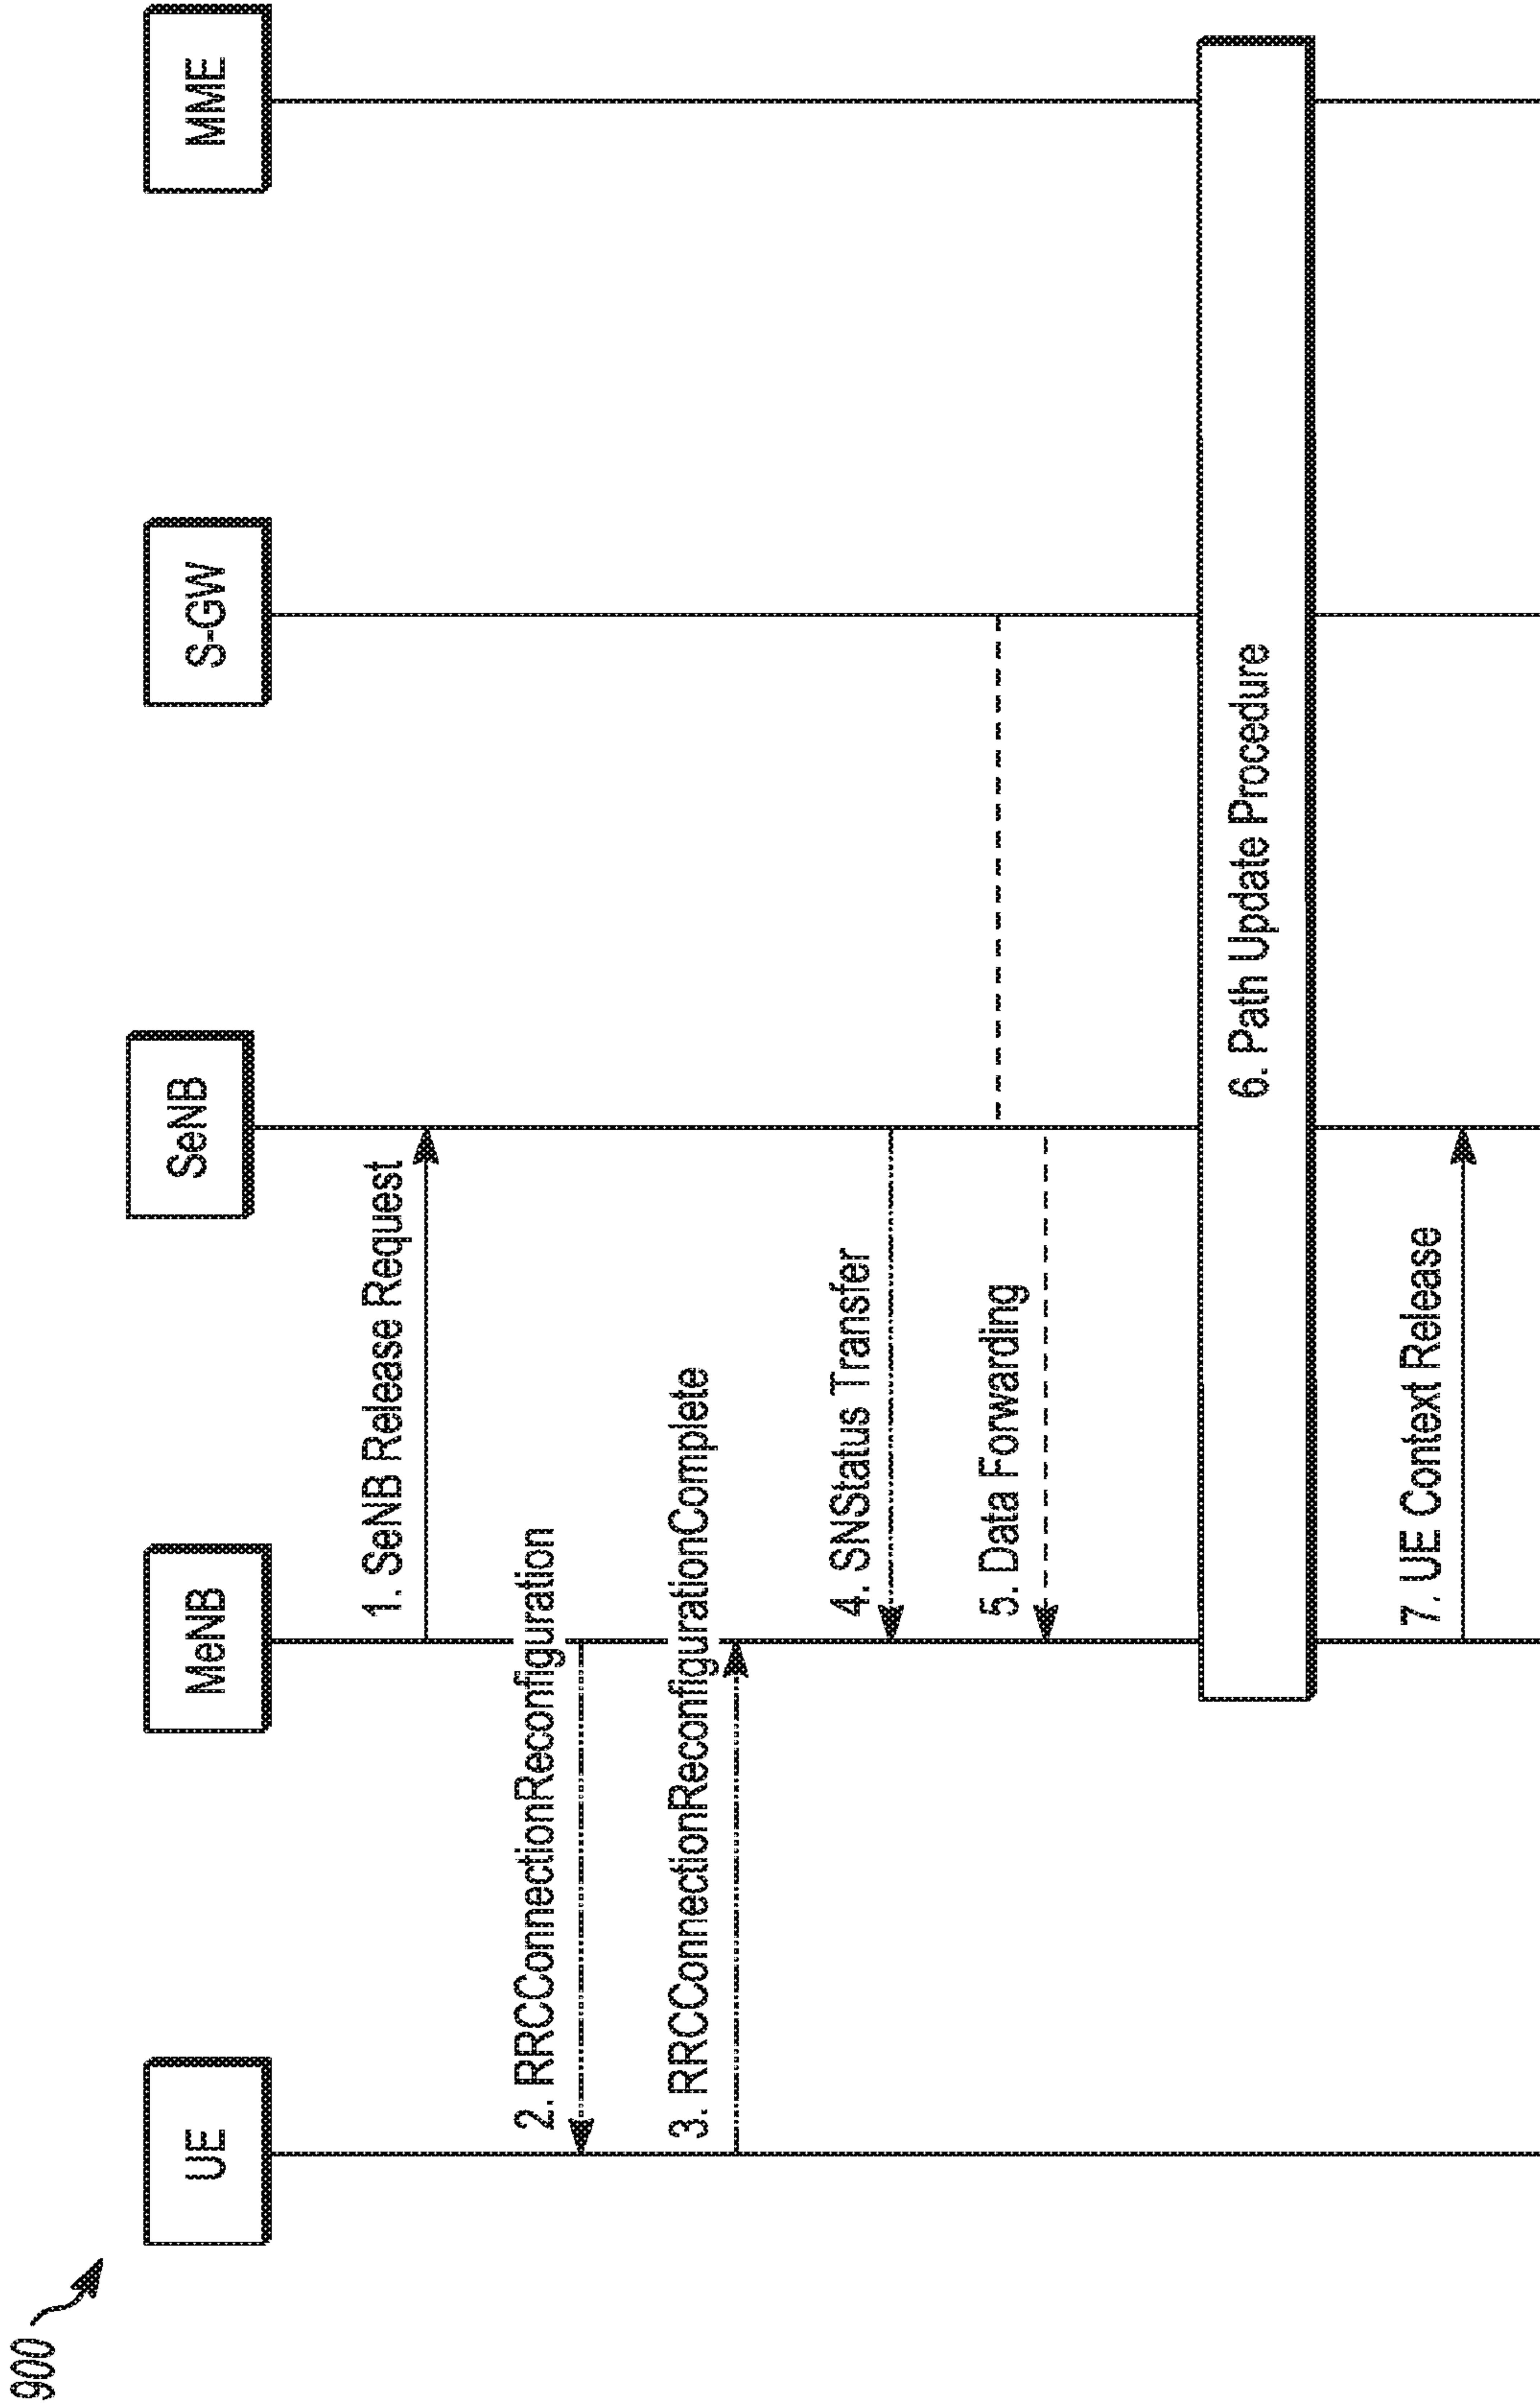 900
UE
MeNB
SeNB
S-GW
MME
1. SeNB Release Request
2. RRCConnectionReconfiguration
3. RRCConnectionReconfigurationComplete
4. SNStatus Transfer
5. Data Forwarding
6. Path Update Procedure
7. UE Context Release